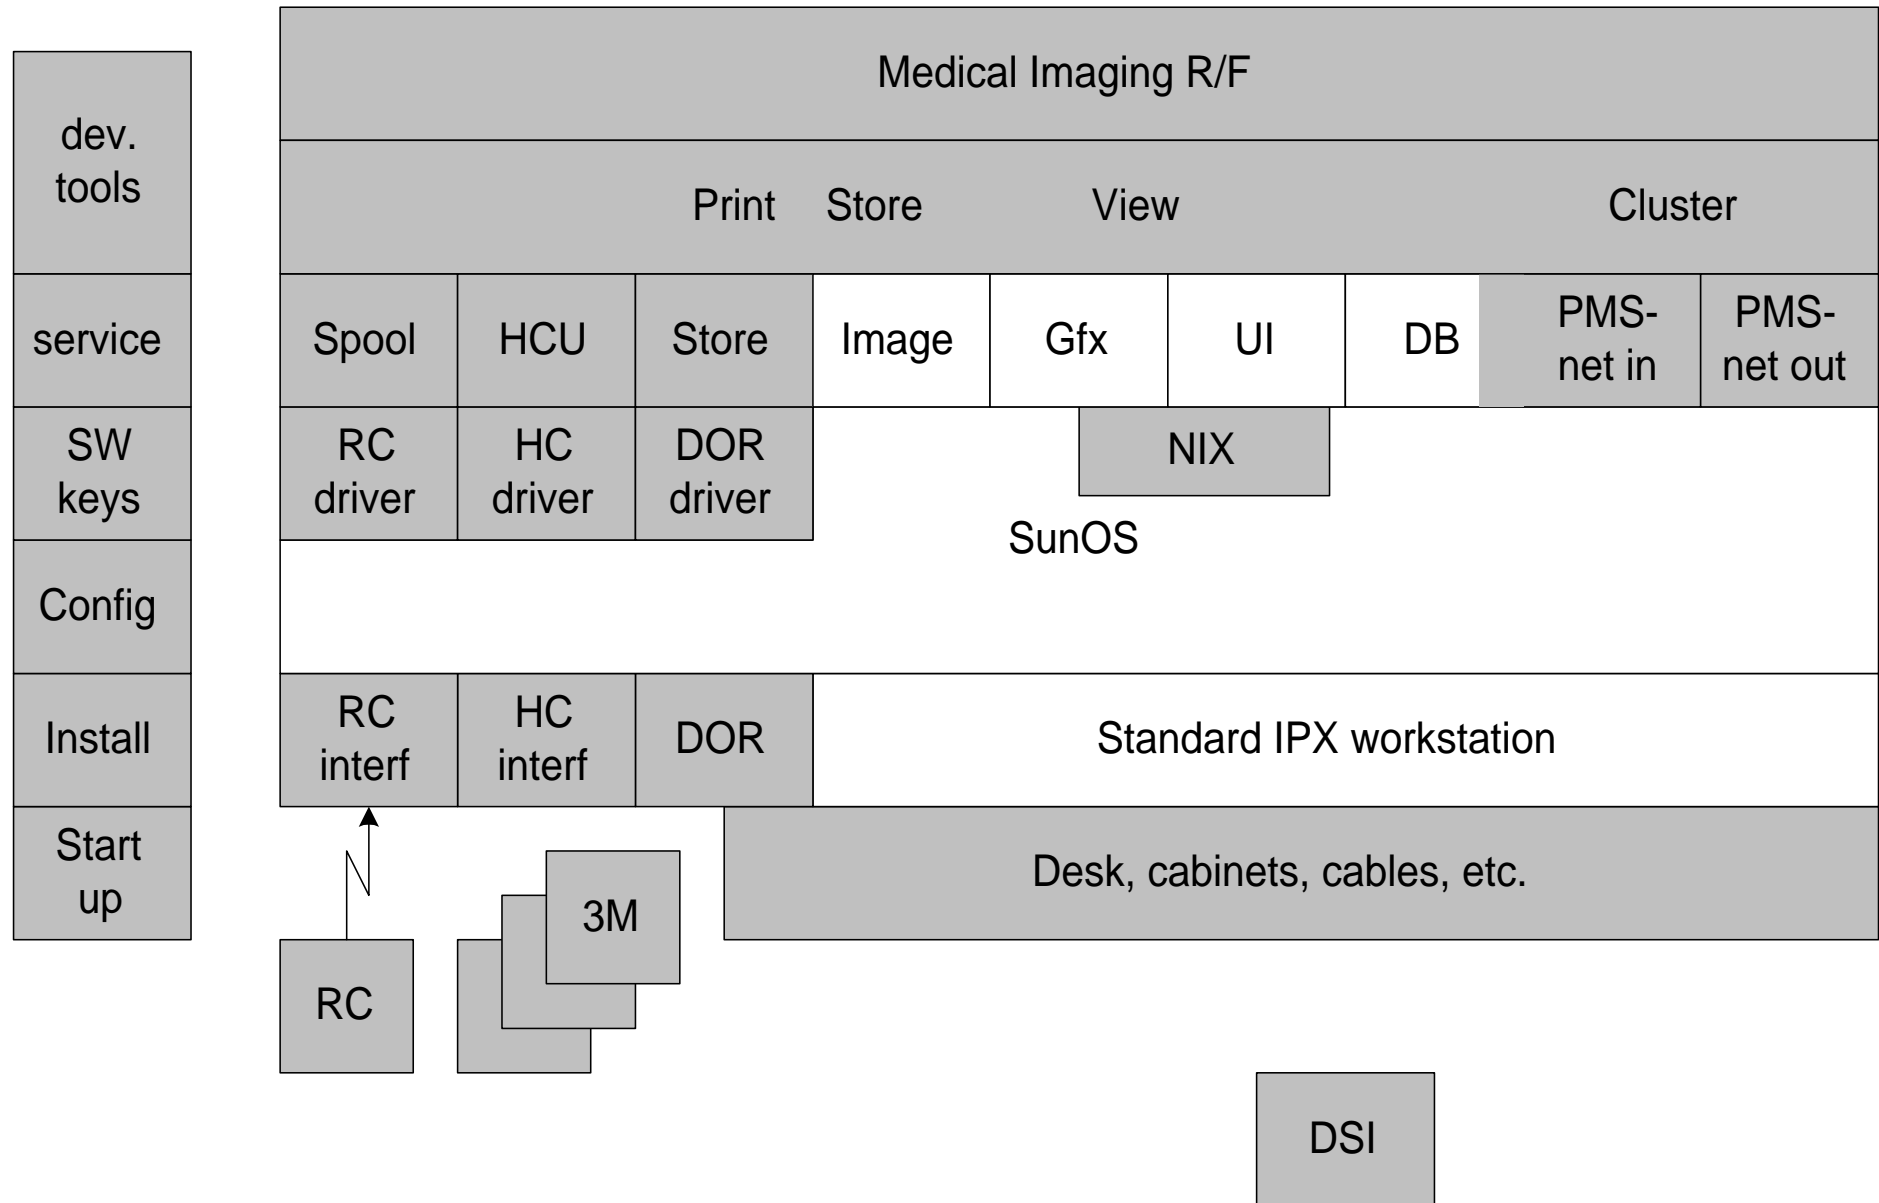 Medical Imaging R/F
dev.
tools
Print Store View Cluster
service
Spool
HCU
Store
Image
Gfx
UI
DB
PMS-
net in
PMS-
net out
SW
keys
RC
driver
HC
driver
DOR
driver
NIX
SunOS
Config
Install
RC
interf
HC
interf
DOR
Standard IPX workstation
Start
up
Desk, cabinets, cables, etc.
3M
RC
DSI